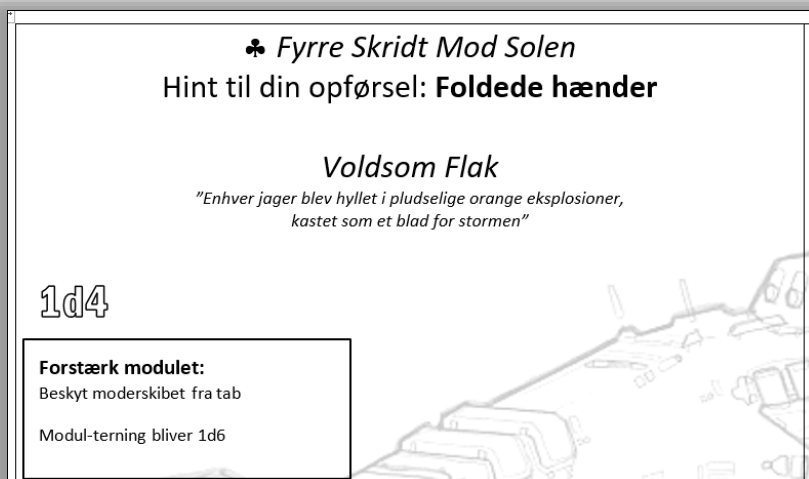 ♣ Fyrre Skridt Mod Solen
Hint til din opførsel: Foldede hænder
Voldsom Flak
”Enhver jager blev hyllet i pludselige orange eksplosioner,
kastet som et blad for stormen”
1d4
Forstærk modulet:
Beskyt moderskibet fra tab
Modul-terning bliver 1d6